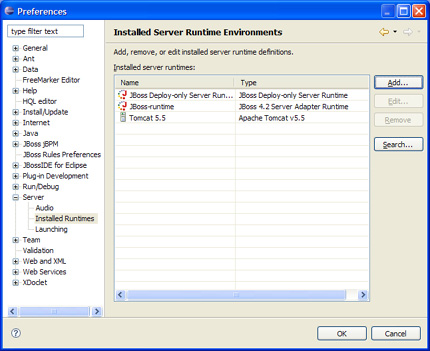 Preferences
type filter text
General
Ant
Data
FreeMarker Editor
Help
HQL editor
Install/Update
Internet
Java
JBoss jBPM
JBoss Rules Preferences
JBossIDE for Eclipse
Plug-in Development
Run/Debug
Server
Audio
Installed Runtimes
Launching
Team
Validation
Web and XML
Web Services
XDoclet
Installed Server Runtime Environments
Add, remove, or edit installed server runtime definitions.
Installed server runtimes:
Name Type
JBoss Deploy-only Server Run... JBoss Deploy-only Server Runtime
JBoss-runtime JBoss 4.2 Server Adapter Runtime
Tomcat 5.5 Apache Tomcat v5.5
Add...
Edit...
Remove
Search...
OK Cancel